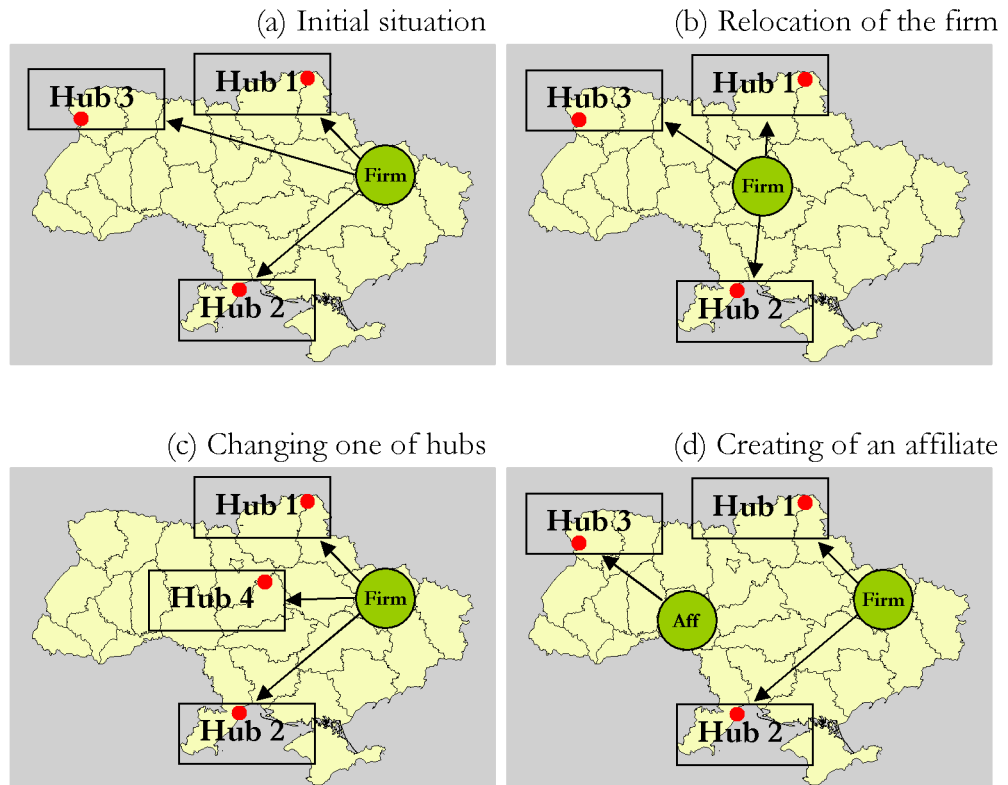 (a) Initial situation
Hub 1
Hub 3
Firm
Hub 2
(b) Relocation of the firm
Hub 1
Hub 3
Firm
Hub 2
(c) Changing one of hubs
Hub 1
Hub 4
Firm
Hub 2
(d) Creating of an affiliate
Hub 1
Hub 3
Firm
Aff
Hub 2